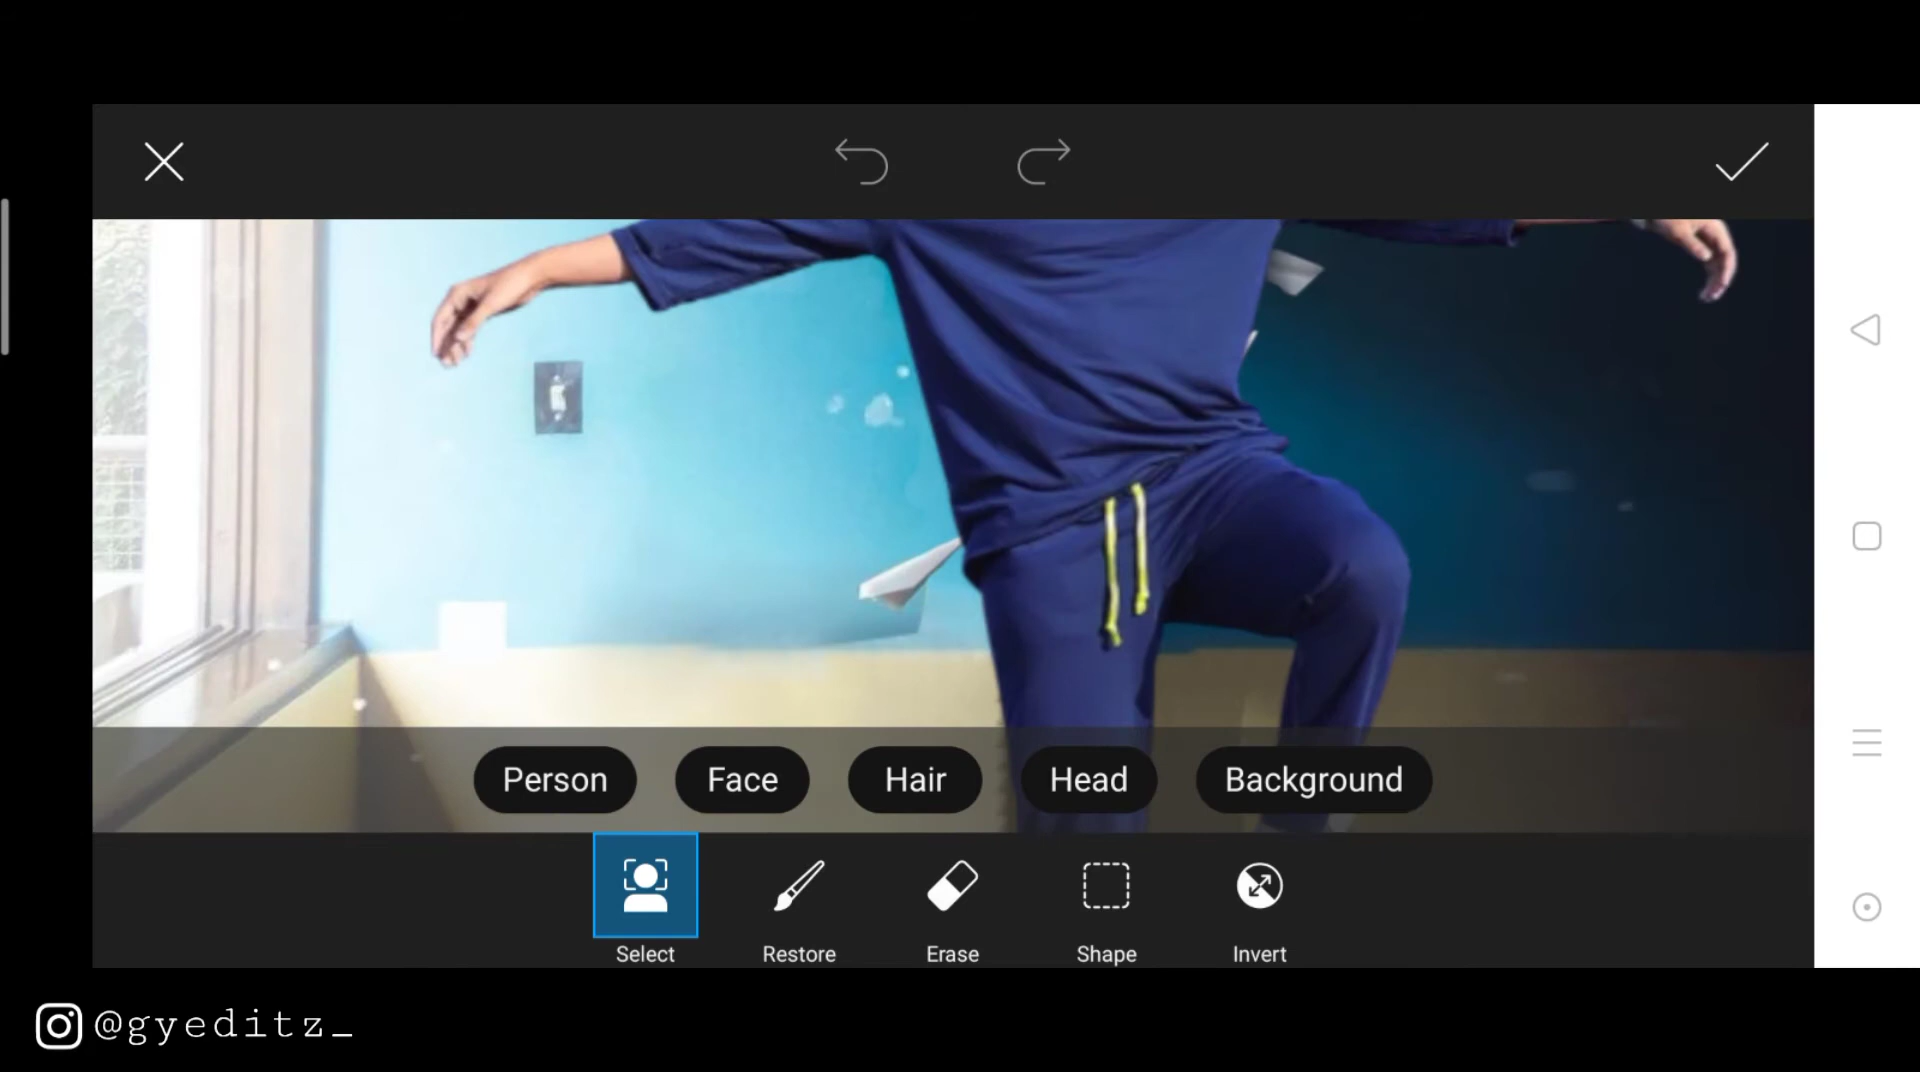 Person Face Hair Head Background
Select Restore Erase Shape Invert
@gyeditz_